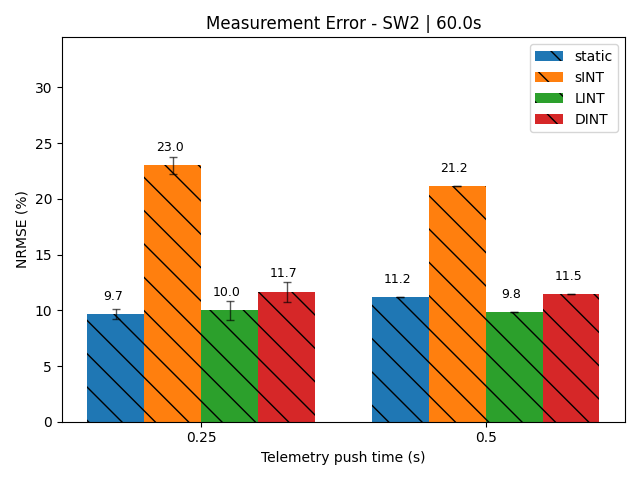 Measurement Error - SW2 | 60.0s
NRMSE (%)
30
25
20
15
10
5
0
static
sINT
LINT
DINT
9.7
23.0
10.0
11.7
11.2
21.2
9.8
11.5
0.25
0.5
Telemetry push time (s)